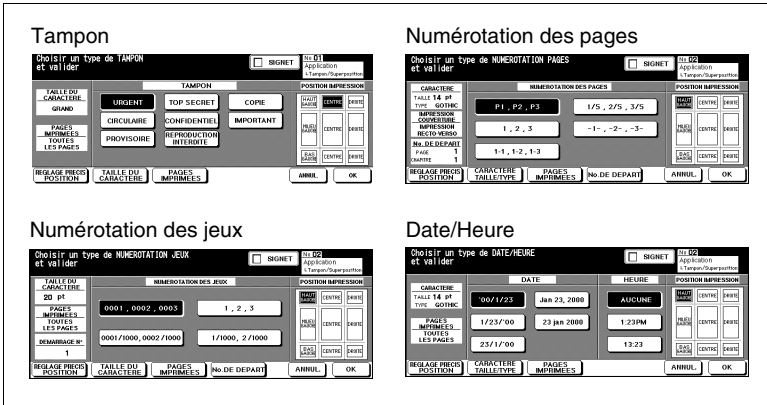 Tampon
Choisir un type de TAMPON
et valider
SIGNET
No 01
Application
Tampon/Superposition
TAILLE DU
CARACTERE
GRAND
PAGES
IMPRIMEES
TOUTES
LES PAGES
TAMPON
URGENT TOP SECRET COPIE
CIRCULAIRE CONFIDENTIEL IMPORTANT
PROVISOIRE REPRODUCTION
INTERDITE
POSITION IMPRESSION
HAUT
GAUCHE CENTRE DROITE
MILIEU
GAUCHE CENTRE DROITE
BAS
GAUCHE CENTRE DROITE
REGLAGE PRECIS
POSITION
TAILLE DU
CARACTERE
PAGES
IMPRIMEES
ANNUL. OK
Numérotation des pages
Choisir un type de NUMEROTATION PAGES
et valider
SIGNET
No 02
Application
Tampon/Superposition
CARACTERE
TAILLE 14 pt
TYPE GOTHIC
IMPRESSION
COUVERTURE
IMPRESSION
RECTO-VERSO
No. DE DEPART
PAGE 1
CHAPITRE 1
NUMEROTATION DES PAGES
P1 , P2 , P3 1/5 , 2/5 , 3/5
1 , 2 , 3 -1- , -2- , -3-
1-1 , 1-2 , 1-3
POSITION IMPRESSION
HAUT
GAUCHE CENTRE DROITE
MILIEU
GAUCHE CENTRE DROITE
BAS
GAUCHE CENTRE DROITE
REGLAGE PRECIS
POSITION
CARACTERE
TAILLE/TYPE
PAGES
IMPRIMEES
No.DE DEPART
ANNUL. OK
Numérotation des jeux
Choisir un type de NUMEROTATION JEUX
et valider
SIGNET
No 02
Application
Tampon/Superposition
TAILLE DU
CARACTERE
20 pt
PAGES
IMPRIMEES
TOUTES
LES PAGES
DEMARRAGE N°
1
NUMEROTATION DES JEUX
0001 , 0002 , 0003 1 , 2 , 3
0001/1000, 0002/1000 1/1000, 2/1000
POSITION IMPRESSION
HAUT
GAUCHE CENTRE DROITE
MILIEU
GAUCHE CENTRE DROITE
BAS
GAUCHE CENTRE DROITE
REGLAGE PRECIS
POSITION
TAILLE DU
CARACTERE
PAGES
IMPRIMEES
No.DE DEPART
ANNUL. OK
Date/Heure
Choisir un type de DATE/HEURE
et valider
SIGNET
No 02
Application
Tampon/Superposition
CARACTERE
TAILLE 14 pt
TYPE GOTHIC
PAGES
IMPRIMEES
TOUTES
LES PAGES
DATE
'00/1/23 Jan 23, 2000
1/23/'00 23 jan 2000
23/1/'00
HEURE
AUCUNE
1:23PM
13:23
POSITION IMPRESSION
HAUT
GAUCHE CENTRE DROITE
MILIEU
GAUCHE CENTRE DROITE
BAS
GAUCHE CENTRE DROITE
REGLAGE PRECIS
POSITION
CARACTERE
TAILLE/TYPE
PAGES
IMPRIMEES
ANNUL. OK